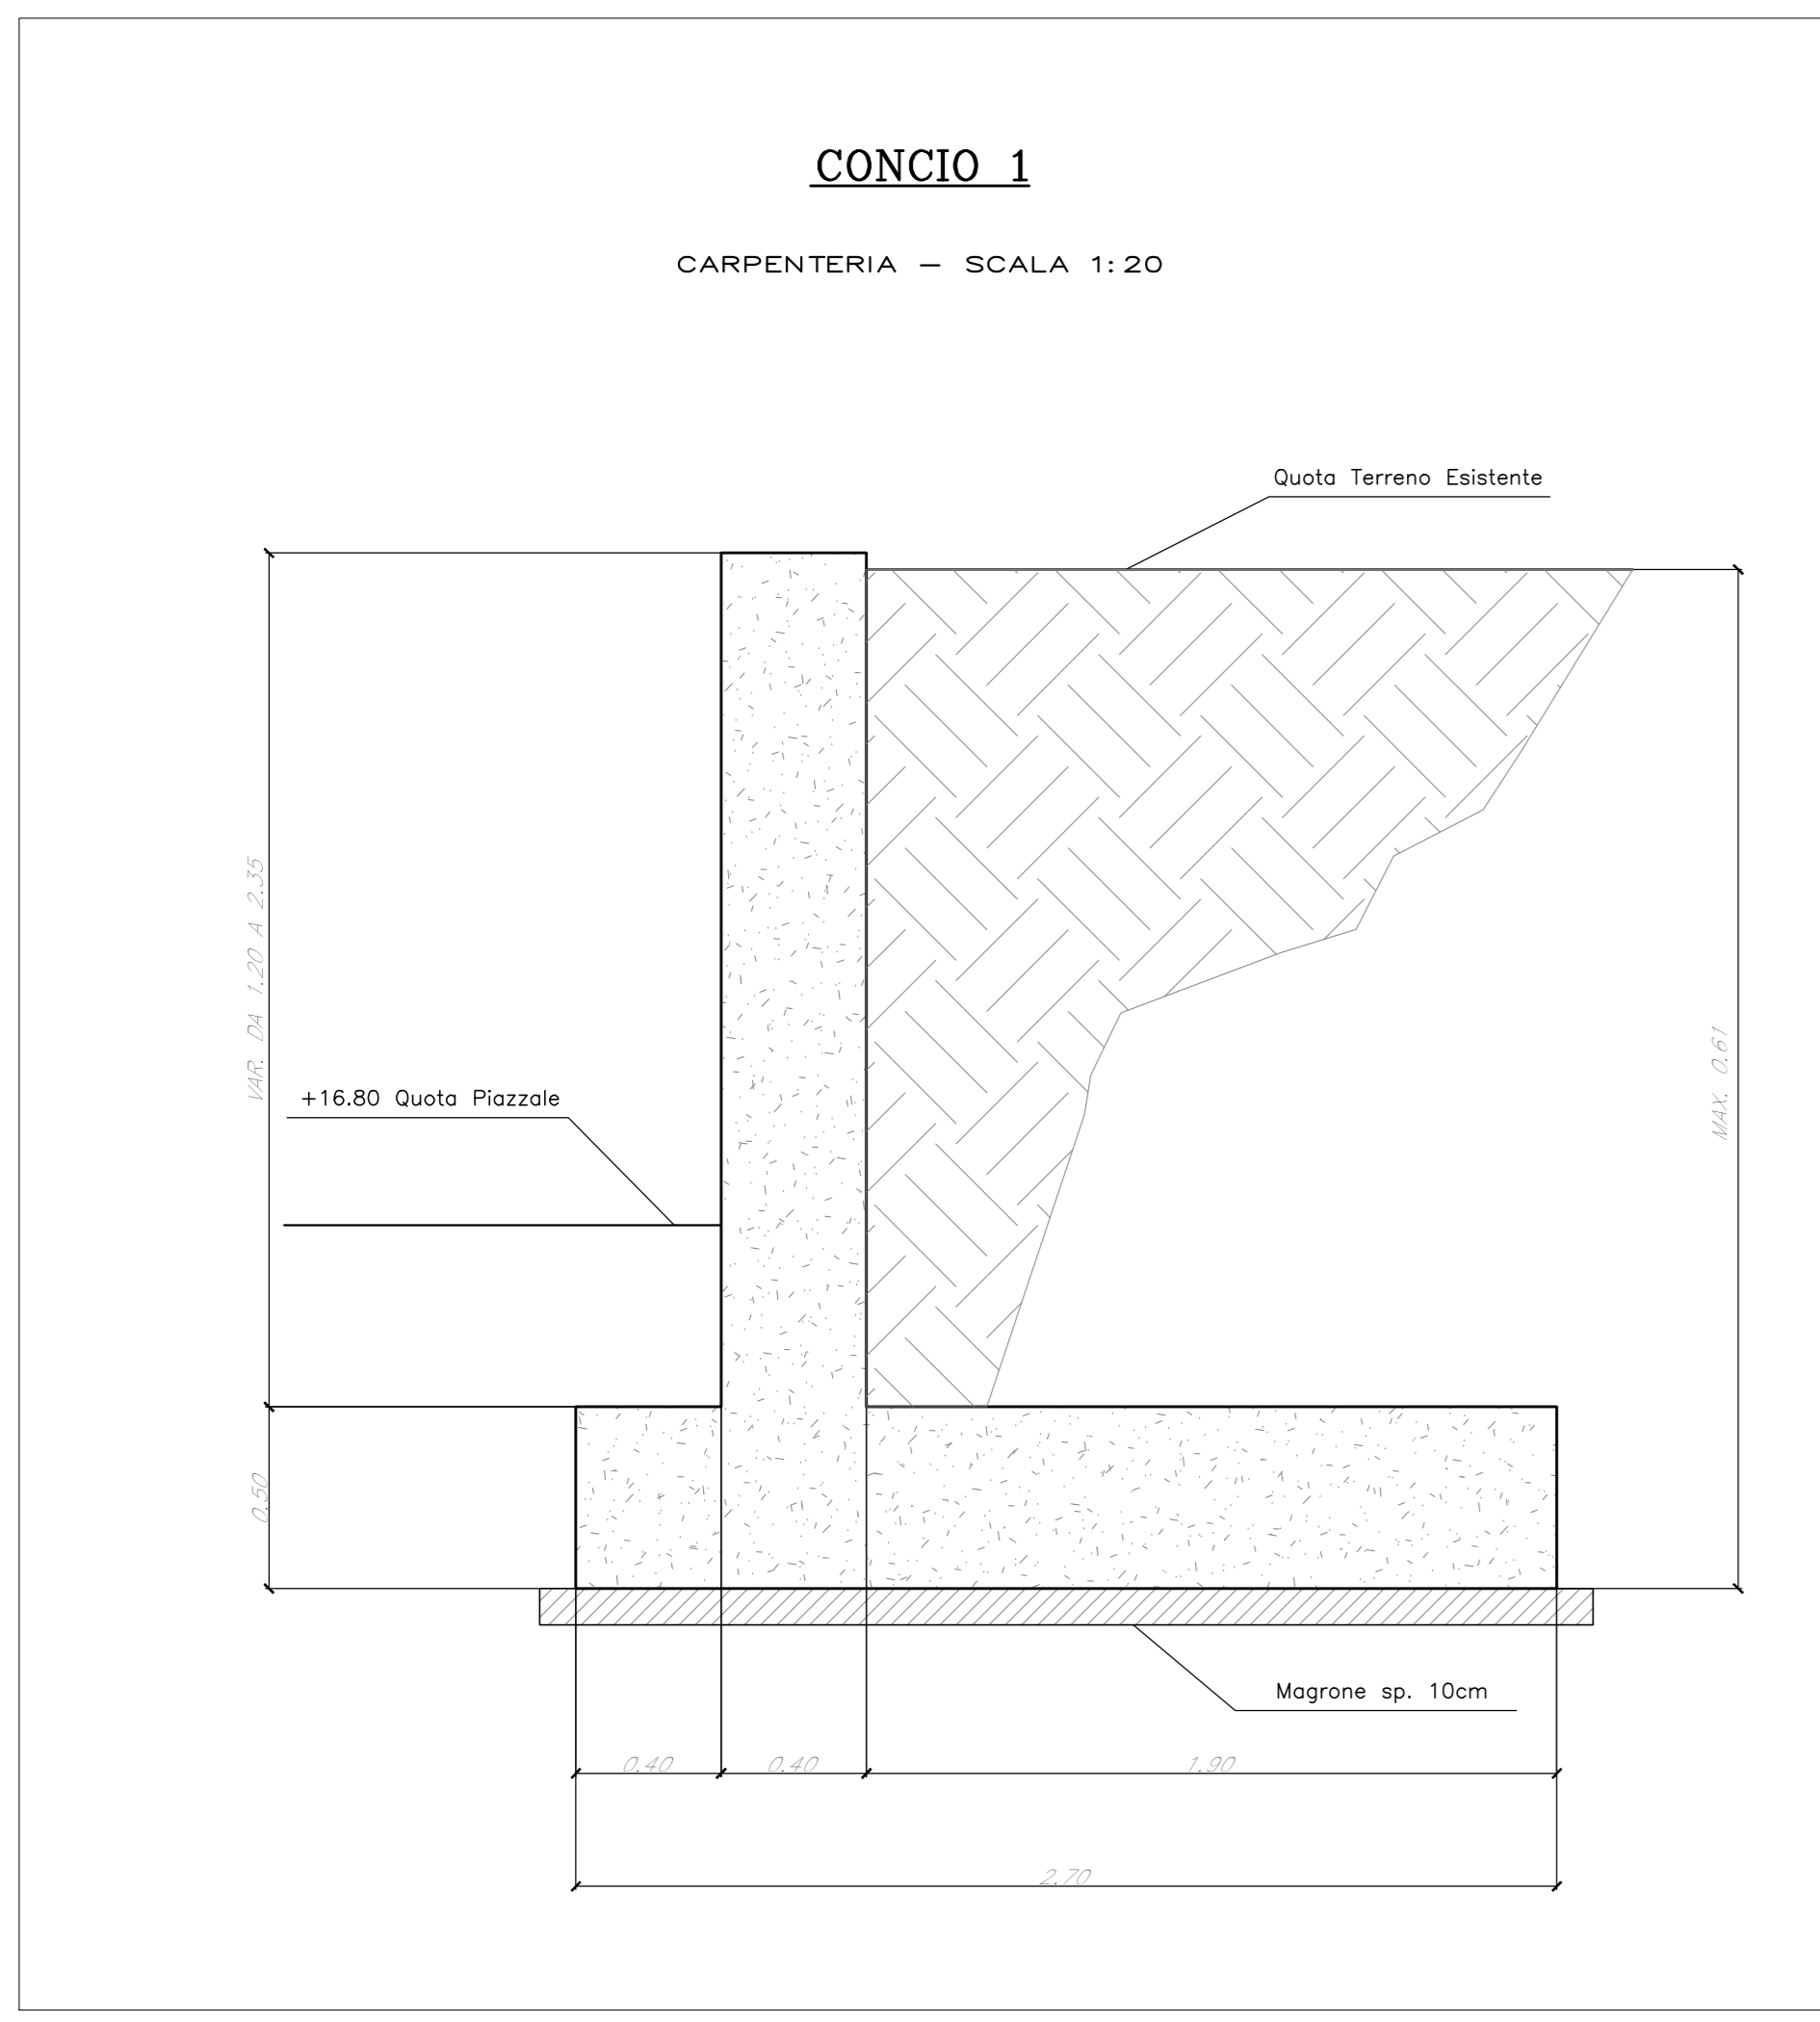 CONCIO 1
CARPENTERIA – SCALA 1:20
Quota Terreno Esistente
VAR. DA 1.20 A 2.35
MAX. 0.61
+16.80 Quota Piazzale
0.50
Magrone sp. 10cm
0.40
0.40
1.90
2.70